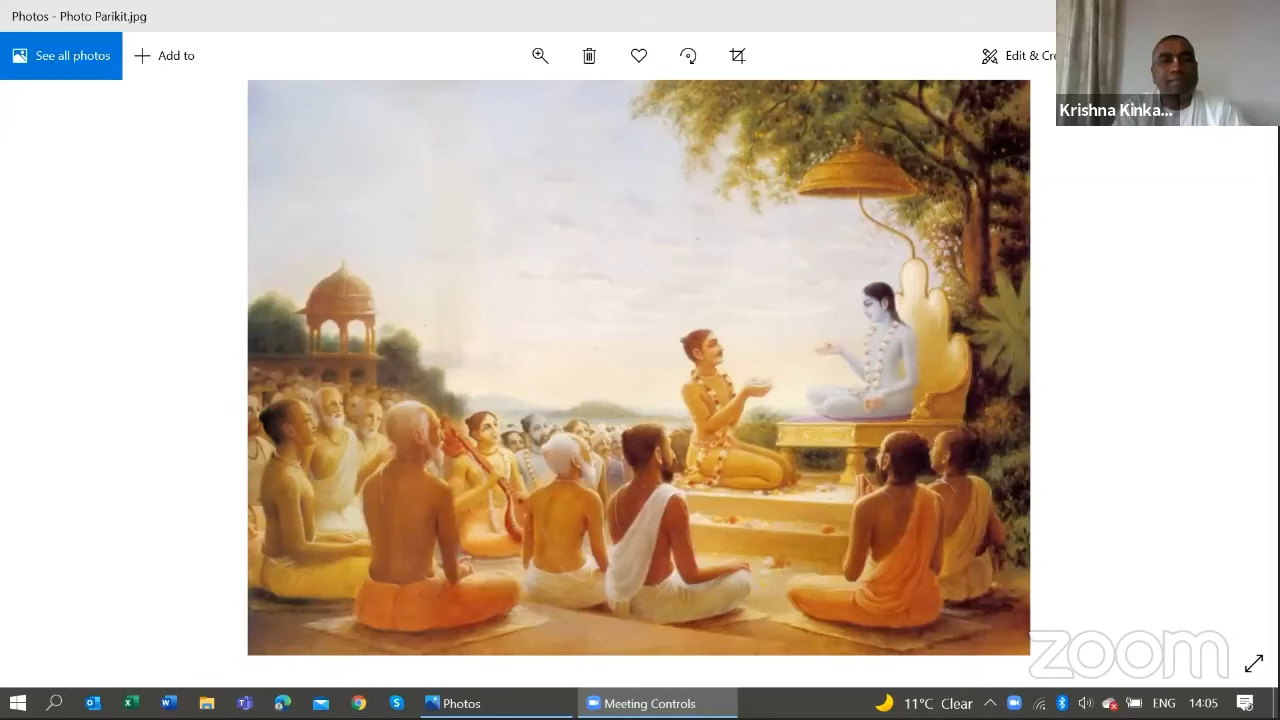 Photos - Photo Parikit.jpg
See all photos
Add to
Edit & Cre
Krishna Kinka...
zoom
Photos
Meeting Controls
11°C Clear
ENG
14:05